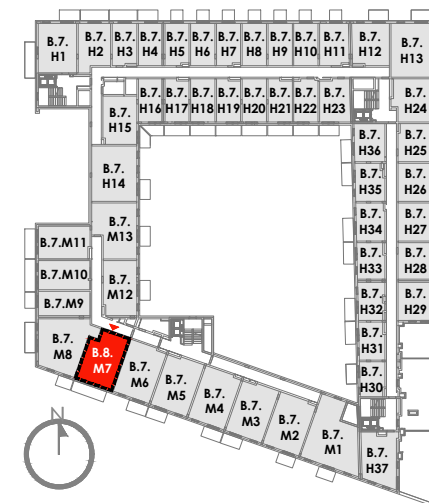 B.7.
H1
B.7.
H2
B.7.
H3
B.7.
H4
B.7.
H5
B.7.
H6
B.7.
H7
B.7.
H8
B.7.
H9
B.7.
H10
B.7.
H11
B.7.
H12
B.7.
H13
B.7.
H16
B.7.
H17
B.7.
H18
B.7.
H19
B.7.
H20
B.7.
H21
B.7.
H22
B.7.
H23
B.7.
H24
B.7.
H15
B.7.
H36
B.7.
H25
B.7.
H14
B.7.
H35
B.7.
H26
B.7.
M13
B.7.
H34
B.7.
H27
B.7.M11
B.7.
H33
B.7.
H28
B.7.M10
B.7.
M12
B.7.
H32
B.7.
H29
B.7.M9
B.7.
H31
B.7.
M8
B.8.
M7
B.7.
M6
B.7.
M5
B.7.
M4
B.7.
M3
B.7.
M2
B.7.
M1
B.7.
H30
B.7.
H37
N